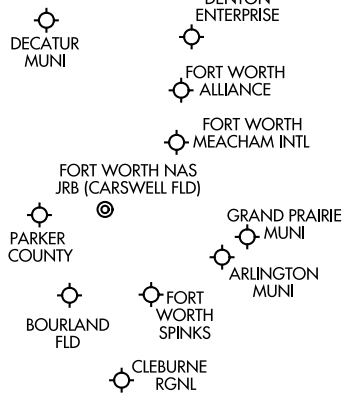 DENTON
ENTERPRISE
DECATUR
MUNI
FORT WORTH
ALLIANCE
FORT WORTH
MEACHAM INTL
FORT WORTH NAS
JRB (CARSWELL FLD)
GRAND PRAIRIE
MUNI
PARKER
COUNTY
ARLINGTON
MUNI
FORT
WORTH
SPINKS
BOURLAND
FLD
CLEBURNE
RGNL